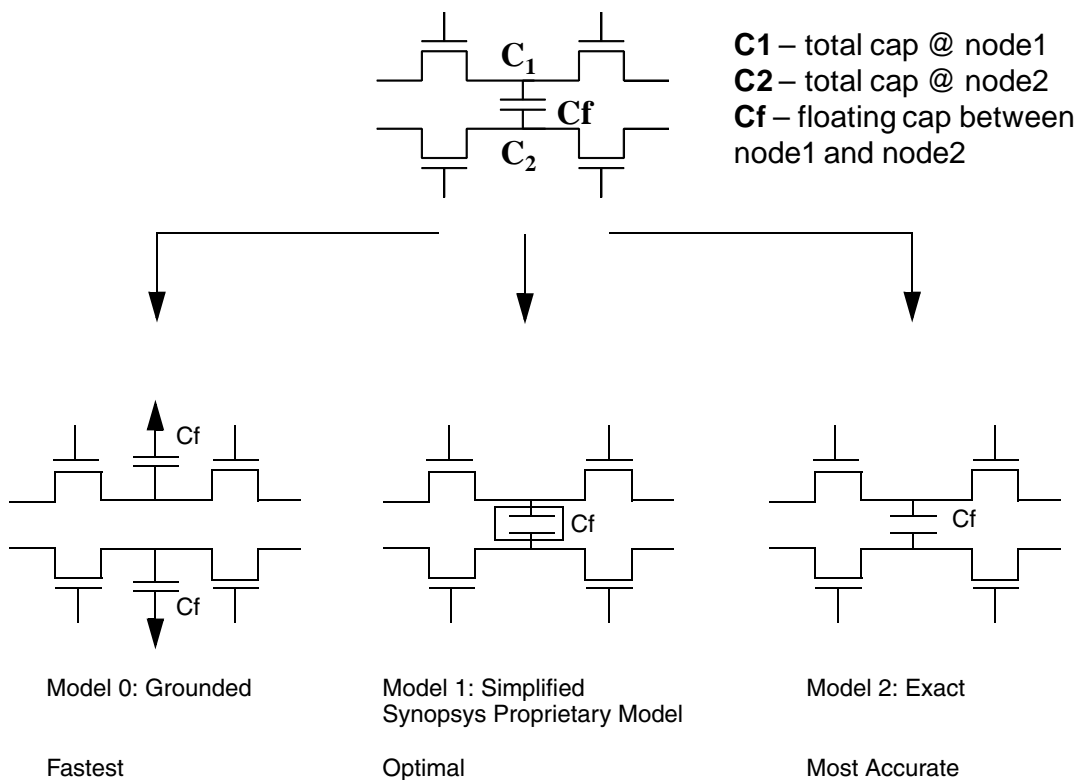 C1 – total cap @ node1
C2 – total cap @ node2
Cf – floating cap between
node1 and node2
C1
Cf
C2
Cf
Cf
Cf
Cf
Model 0: Grounded
Model 1: Simplified
Synopsys Proprietary Model
Model 2: Exact
Fastest
Optimal
Most Accurate